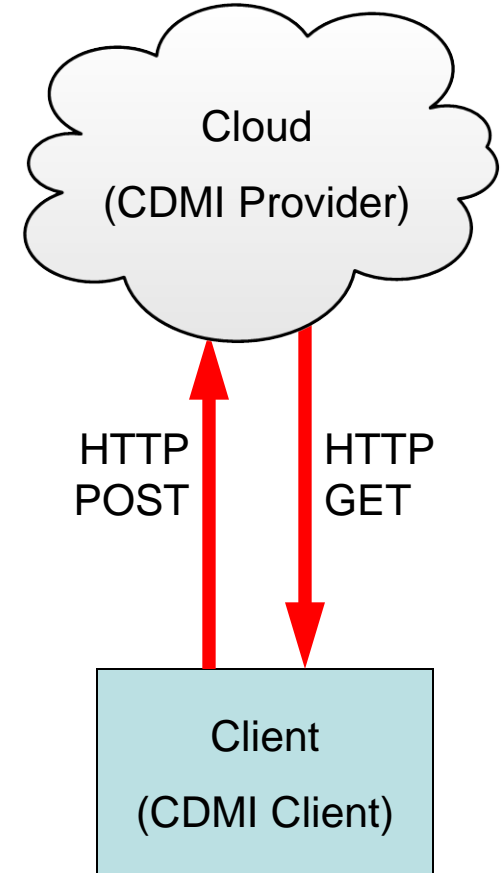 Cloud
(CDMI Provider)
HTTP
POST
HTTP
GET
Client
(CDMI Client)